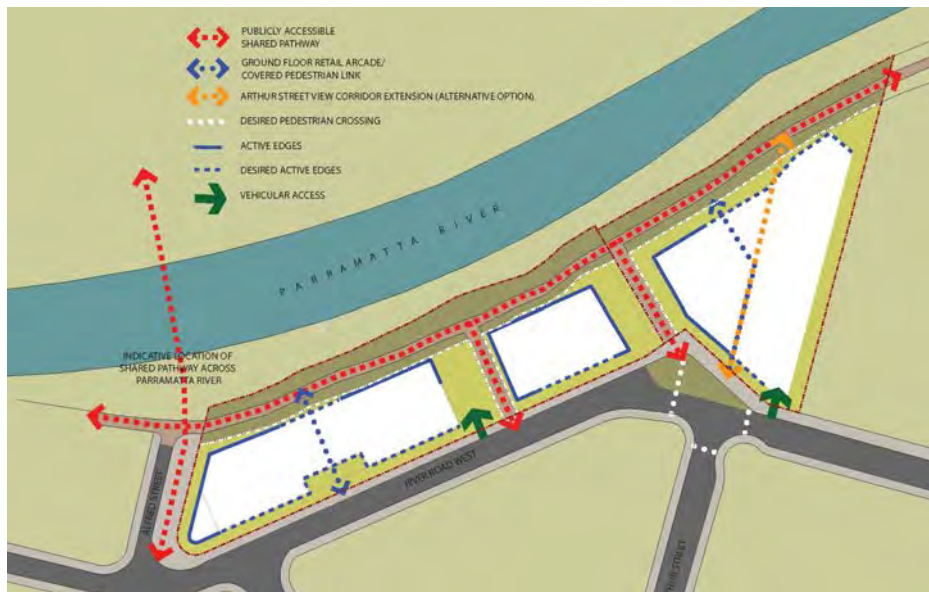 PUBLICLY ACCESSIBLE
SHARED PATHWAY
GROUND FLOOR RETAIL ARCADE/
COVERED PEDESTRIAN LINK
ARTHUR STREET VIEW CORRIDOR EXTENSION (ALTERNATIVE OPTION)
DESIRED PEDESTRIAN CROSSING
ACTIVE EDGES
DESIRED ACTIVE EDGES
VEHICULAR ACCESS
PARRAMATTA RIVER
INDICATIVE LOCATION OF
SHARED PATHWAY ACROSS
PARRAMATTA RIVER
ALFRED STREET
RIVER ROAD WEST
HUR STREET